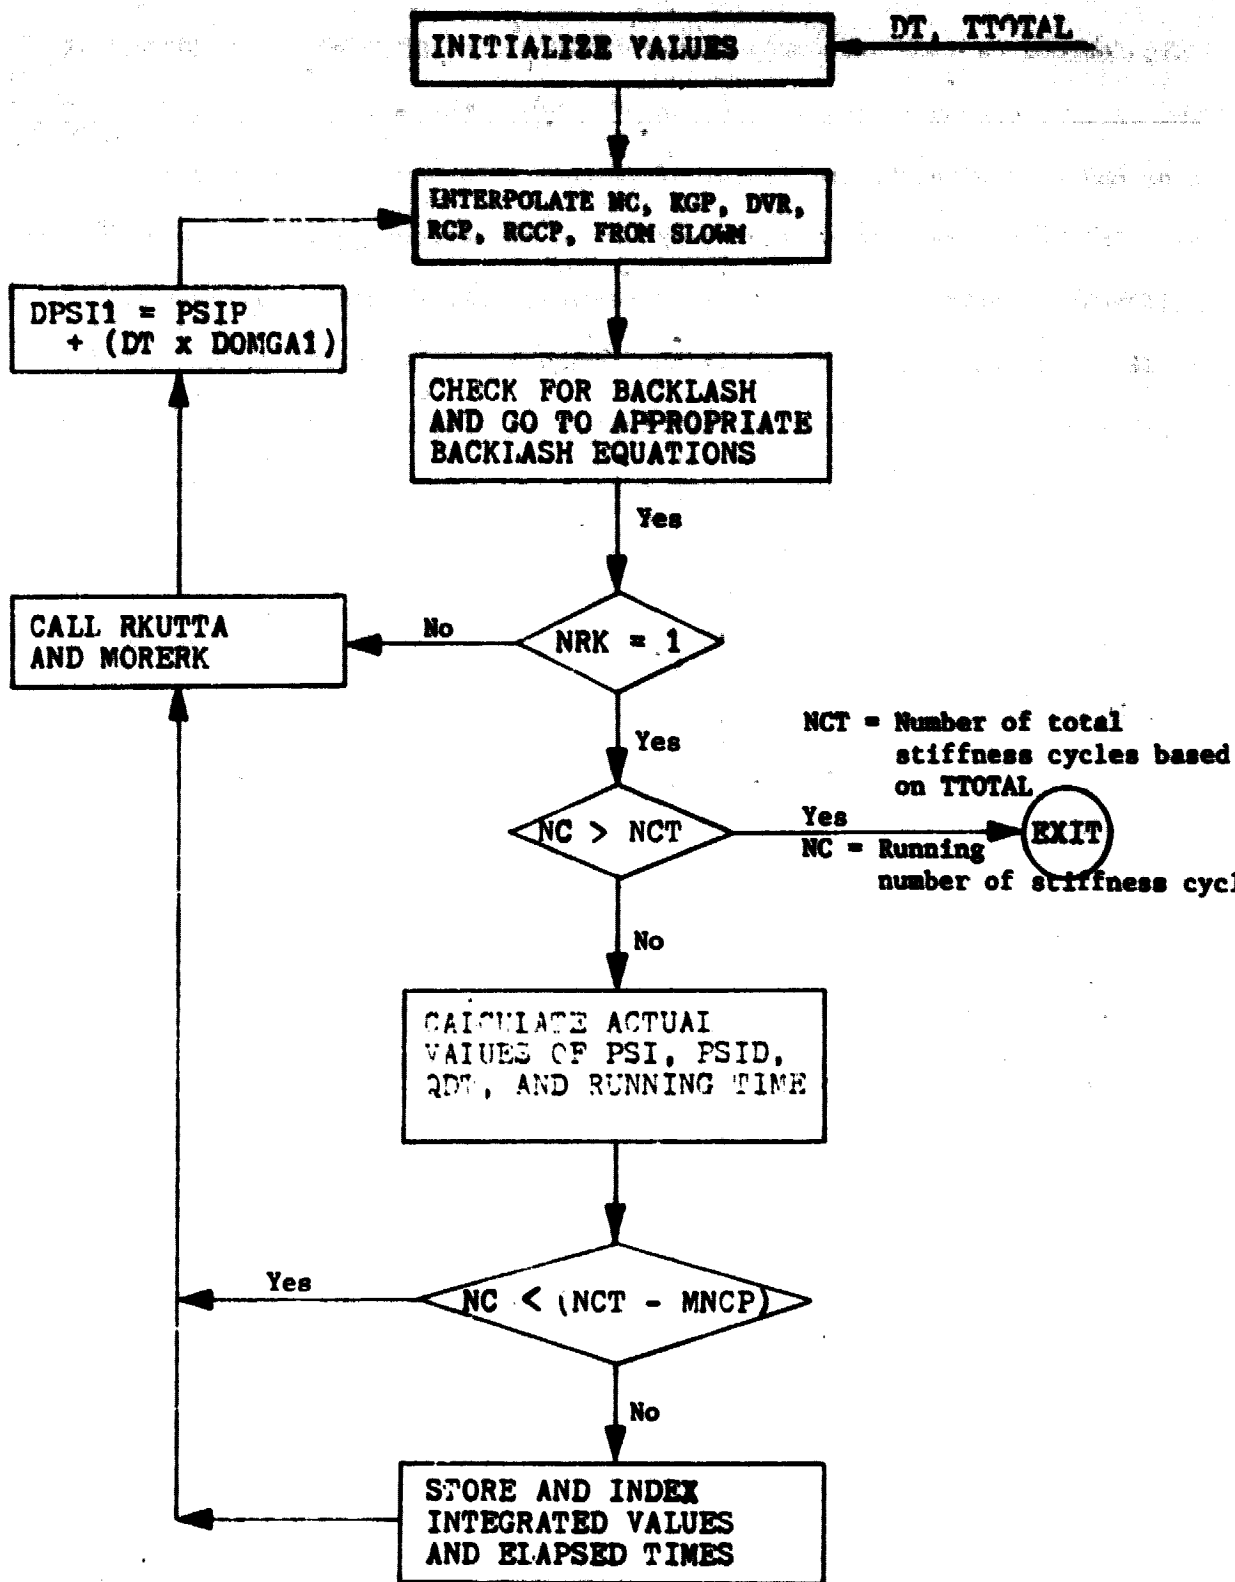 DT, TTOTAL
INITIALIZE VALUES
INTERPOLATE MC, KGP, DVR,
RCP, RCCP, FROM SLOWM
DPSI1 = PSIP
+ (DT x DOMGA1)
CHECK FOR BACKLASH
AND GO TO APPROPRIATE
BACKLASH EQUATIONS
Yes
CALL RKUTTA
AND MORERK
No
NRK = 1
Yes
NCT = Number of total
stiffness cycles based
on TTOTAL
NC > NCT
Yes
EXIT
NC = Running
number of stiffness cycl
No
CALCULATE ACTUAL
VALUES OF PSI, PSID,
QDT, AND RUNNING TIME
Yes
NC < (NCT - MNCP)
No
STORE AND INDEX
INTEGRATED VALUES
AND ELAPSED TIMES